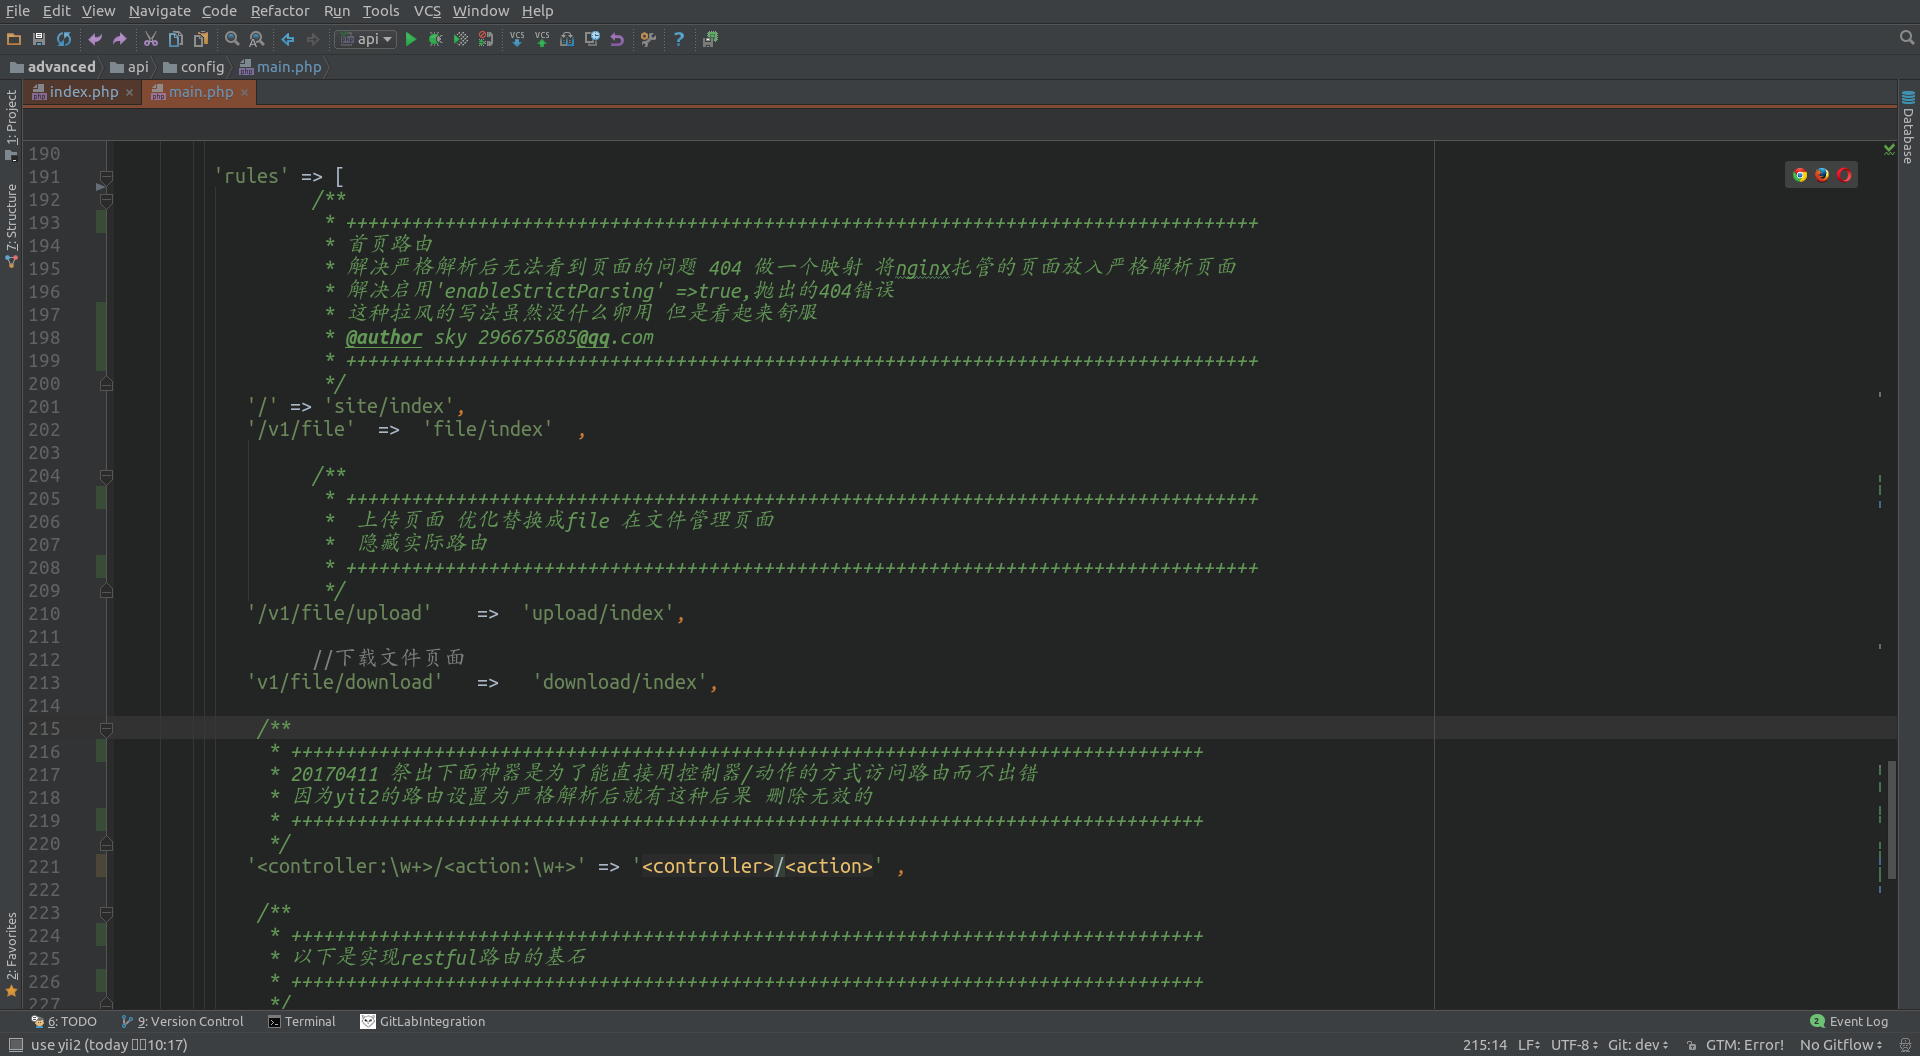 File Edit View Navigate Code Refactor Run Tools VCS Window Help
api
advanced api config main.php
index.php main.php
1: Project
7: Structure
2: Favorites
Database
190
191 'rules' => [
192 /**
193 * +++++++++++++++++++++++++++++++++++++++++++++++++++++++++++++++++++++++++++++++++++
194 * 首页路由
195 * 解决严格解析后无法看到页面的问题 404 做一个映射 将nginx托管的页面放入严格解析页面
196 * 解决启用'enableStrictParsing' =>true,抛出的404错误
197 * 这种拉风的写法虽然没什么卵用 但是看起来舒服
198 * @author sky 296675685@qq.com
199 * +++++++++++++++++++++++++++++++++++++++++++++++++++++++++++++++++++++++++++++++++++
200 */
201 '/' => 'site/index',
202 '/v1/file'  =>  'file/index'  ,
203
204 /**
205 * +++++++++++++++++++++++++++++++++++++++++++++++++++++++++++++++++++++++++++++++++++
206 *  上传页面 优化替换成file 在文件管理页面
207 *  隐藏实际路由
208 * +++++++++++++++++++++++++++++++++++++++++++++++++++++++++++++++++++++++++++++++++++
209 */
210 '/v1/file/upload'    =>  'upload/index',
211
212 //下载文件页面
213 'v1/file/download'   =>   'download/index',
214
215 /**
216 * +++++++++++++++++++++++++++++++++++++++++++++++++++++++++++++++++++++++++++++++++++
217 * 20170411 祭出下面神器是为了能直接用控制器/动作的方式访问路由而不出错
218 * 因为yii2的路由设置为严格解析后就有这种后果 删除无效的
219 * +++++++++++++++++++++++++++++++++++++++++++++++++++++++++++++++++++++++++++++++++++
220 */
221 '<controller:\w+>/<action:\w+>' => '<controller>/<action>' ,
222
223 /**
224 * +++++++++++++++++++++++++++++++++++++++++++++++++++++++++++++++++++++++++++++++++++
225 * 以下是实现restful路由的基石
226 * +++++++++++++++++++++++++++++++++++++++++++++++++++++++++++++++++++++++++++++++++++
227 */
6: TODO 9: Version Control Terminal GitLabIntegration 2 Event Log
use yii2 (today 10:17) 215:14 LF UTF-8 Git: dev GTM: Error! No Gitflow